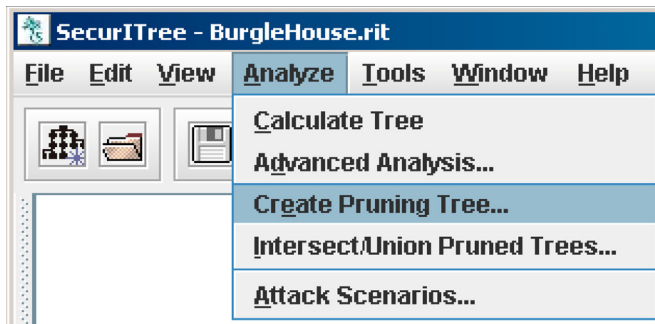 SecurITree - BurgleHouse.rit
File Edit View Analyze Tools Window Help
Calculate Tree
Advanced Analysis...
Create Pruning Tree...
Intersect/Union Pruned Trees...
Attack Scenarios...